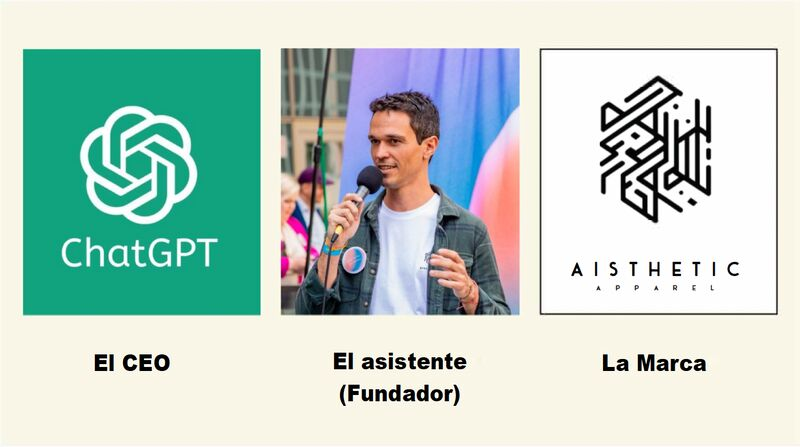 ChatGPT
AISTHETIC
APPAREL
El CEO
El asistente
(Fundador)
La Marca